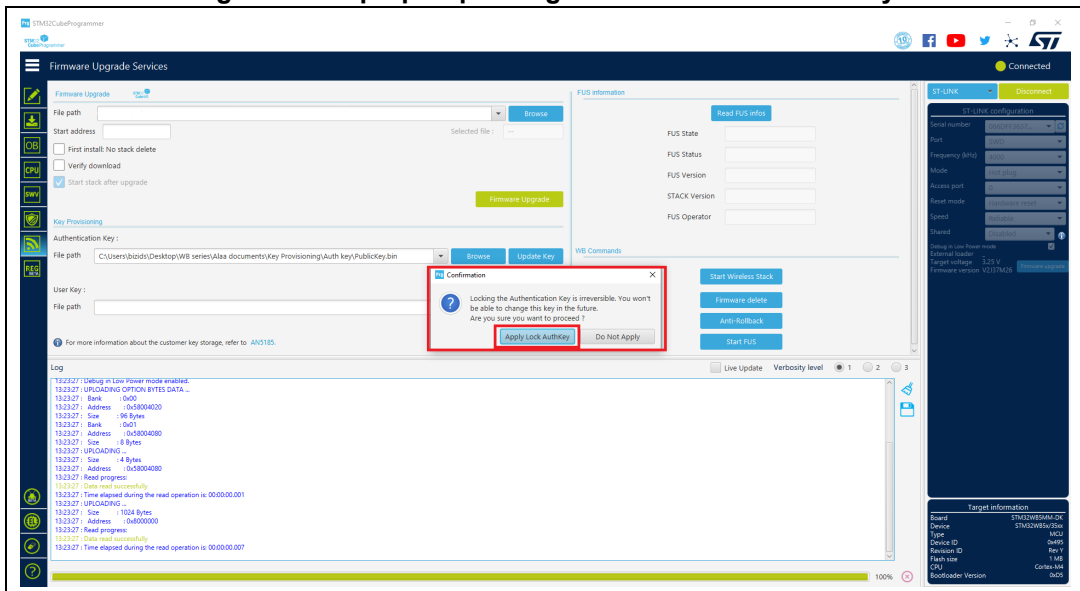 STM32CubeProgrammer
Firmware Upgrade Services
Connected
Firmware Upgrade
FUS information
ST-LINK
Disconnect
File path
Browse
Read FUS infos
ST-LINK configuration
Start address
Selected file :
--
Serial number
First install: No stack delete
FUS State
Port
SWD
Verify download
FUS Status
Frequency (kHz)
4000
Start stack after upgrade
FUS Version
Mode
Hot plug
Firmware Upgrade
STACK Version
Access port
0
Key Provisioning
FUS Operator
Reset mode
Hardware reset
Authentication Key :
Speed
Reliable
File path
C:\Users\bizids\Desktop\WB series\Alaa documents\Key Provisioning\Auth key\PublicKey.bin
Browse
Update Key
WB Commands
Shared
Disabled
Debug in Low Power mode
External loader
-
Target voltage
3.25 V
Firmware version
V2J37M26
Firmware upgrade
Confirmation
Locking the Authentication Key is irreversible. You won't
be able to change this key in
the future.
Are you sure you want to proceed ?
Apply Lock AuthKey
Do Not Apply
Start Wireless Stack
Firmware delete
Anti-Rollback
Start FUS
User Key :
File path
For more information about the customer key storage, refer to AN5185.
Log
Live Update
Verbosity level
1
2
3
13:23:27 : Debug in Low Power mode enabled.
13:23:27 : UPLOADING OPTION BYTES DATA ...
13:23:27 : Bank : 0x00
13:23:27 : Address : 0x58004020
13:23:27 : Size : 96 Bytes
13:23:27 : Bank : 0x01
13:23:27 : Address : 0x58004080
13:23:27 : Size : 8 Bytes
13:23:27 : UPLOADING ...
13:23:27 : Size : 4 Bytes
13:23:27 : Address : 0x58004080
13:23:27 : Read progress:
13:23:27 : Data read successfully
13:23:27 : Time elapsed during the read operation is: 00:00:00.001
13:23:27 : UPLOADING ...
13:23:27 : Size : 1024 Bytes
13:23:27 : Address : 0x8000000
13:23:27 : Read progress:
13:23:27 : Data read successfully
13:23:27 : Time elapsed during the read operation is: 00:00:00.007
100%
Target information
Board STM32WB5MM-DK
Device STM32WB5x/35xx
Type MCU
Device ID 0x495
Revision ID Rev Y
Flash size 1 MB
CPU Cortex-M4
Bootloader Version 0xD5
OB
CPU
SWV
REG